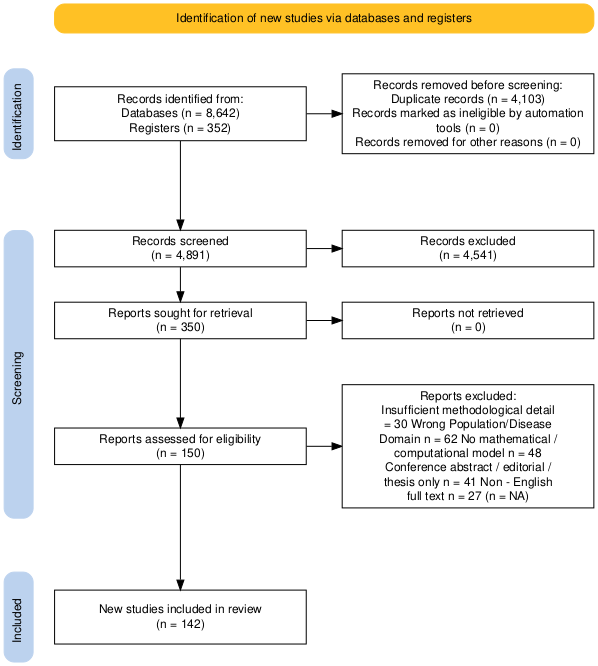 Identification of new studies via databases and registers
Identification
Records identified from:
Databases (n = 8,642)
Registers (n = 352)
Records removed before screening:
Duplicate records (n = 4,103)
Records marked as ineligible by automation
tools (n = 0)
Records removed for other reasons (n = 0)
Screening
Records screened
(n = 4,891)
Records excluded
(n = 4,541)
Reports sought for retrieval
(n = 350)
Reports not retrieved
(n = 0)
Reports assessed for eligibility
(n = 150)
Reports excluded:
Insufficient methodological detail
= 30 Wrong Population/Disease
Domain n = 62 No mathematical /
computational model n = 48
Conference abstract / editorial /
thesis only n = 41 Non - English
full text n = 27 (n = NA)
Included
New studies included in review
(n = 142)